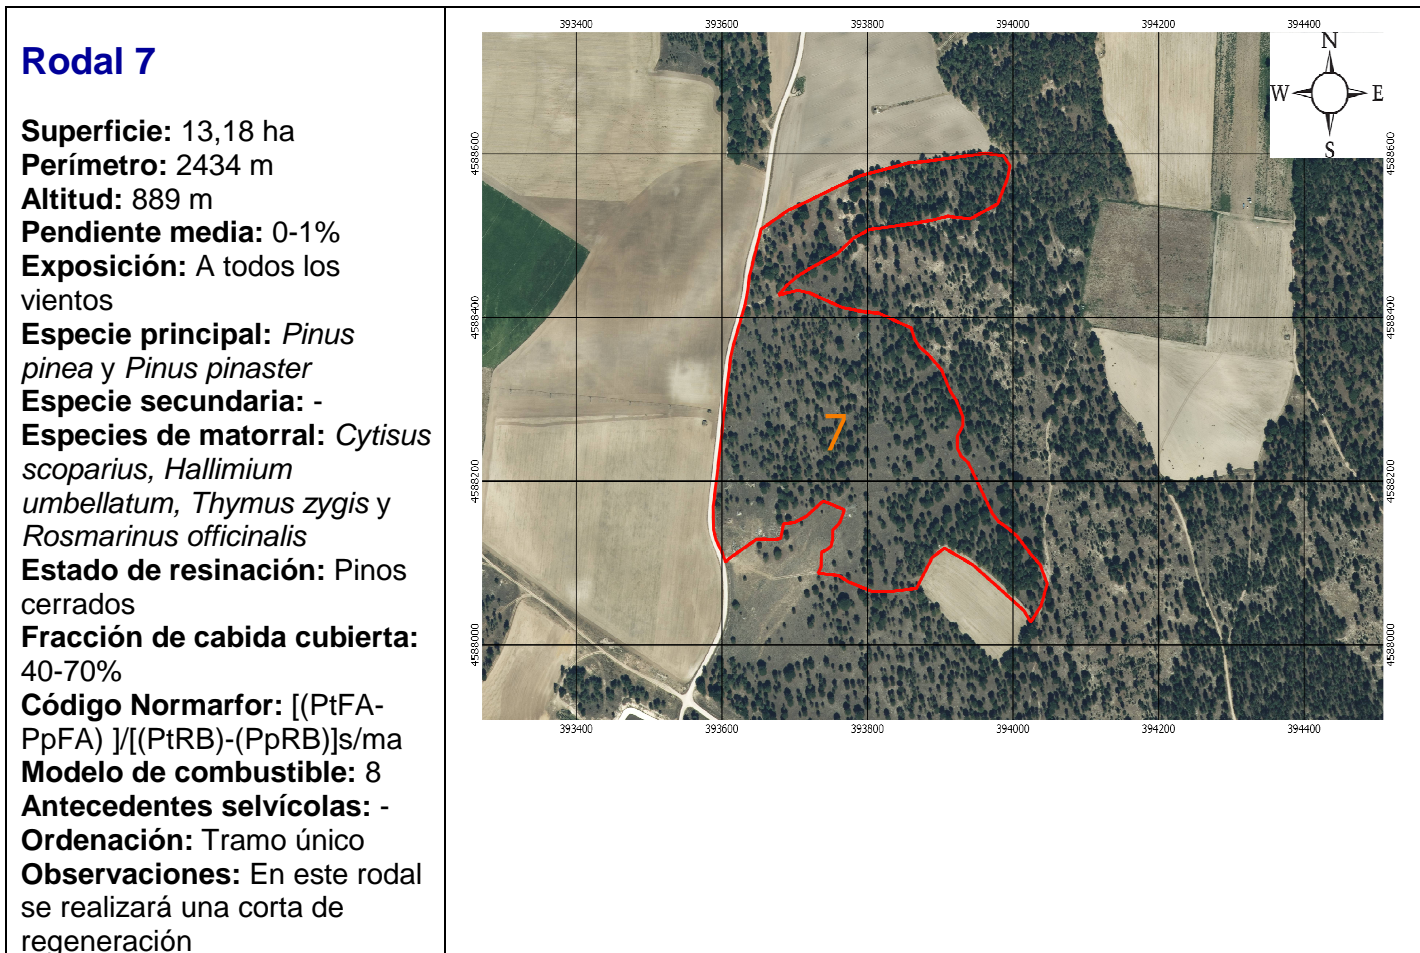 Rodal 7
Superficie: 13,18 ha
Perímetro: 2434 m
Altitud: 889 m
Pendiente media: 0-1%
Exposición: A todos los
vientos
Especie principal: Pinus
pinea y Pinus pinaster
Especie secundaria: -
Especies de matorral: Cytisus
scoparius, Hallimium
umbellatum, Thymus zygis y
Rosmarinus officinalis
Estado de resinación: Pinos
cerrados
Fracción de cabida cubierta:
40-70%
Código Normarfor: [(PtFA-
PpFA) ]/[(PtRB)-(PpRB)]s/ma
Modelo de combustible: 8
Antecedentes selvícolas: -
Ordenación: Tramo único
Observaciones: En este rodal
se realizará una corta de
regeneración
393400 393600 393800 394000 394200 394400
N
W E
S
4588600 4588600
4588400 4588400
7
4588200 4588200
4588000 4588000
393400 393600 393800 394000 394200 394400